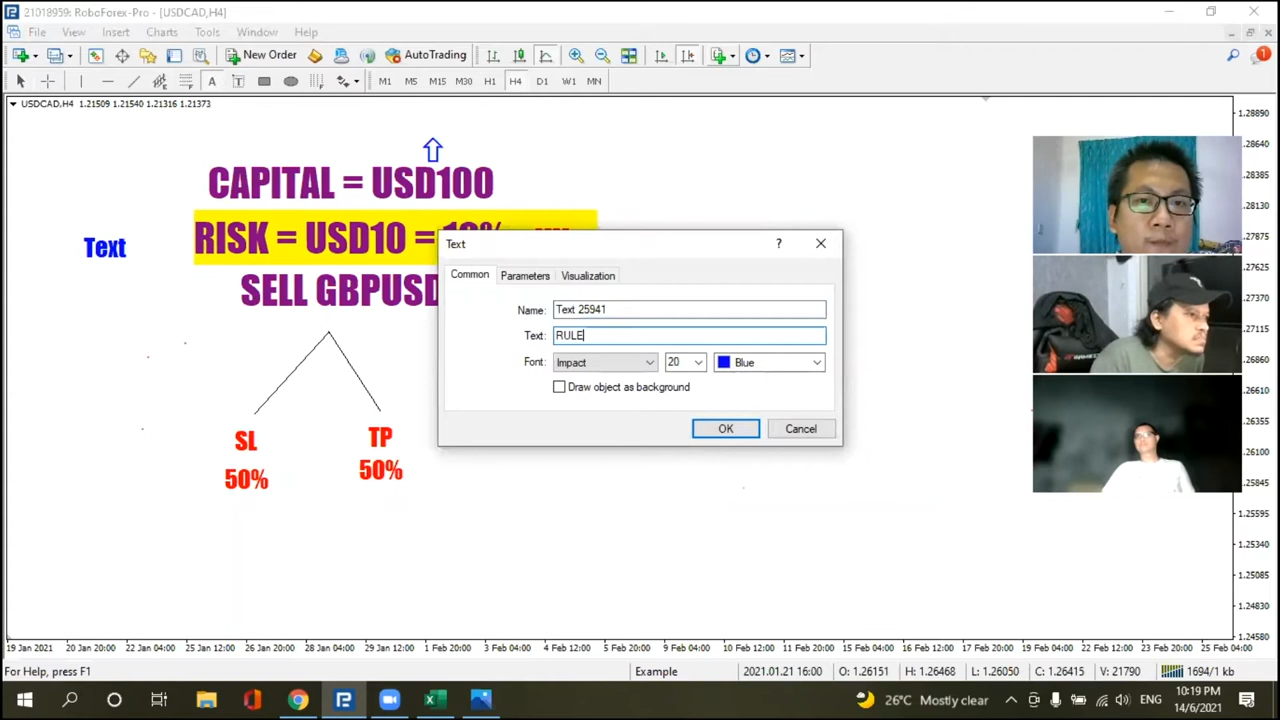 21018959: RoboForex-Pro - [USDCAD,H4]
File View Insert Charts Tools Window Help
New Order AutoTrading 1
A T M1 M5 M15 M30 H1 H4 D1 W1 MN
USDCAD,H4 1.21509 1.21540 1.21316 1.21373
1.28890
1.28640
1.28385
.28130
.27875
.27625
.27370
.27115
.26860
.26610
.26355
.26100
.25845
1.25595
1.25340
1.25085
1.24830
1.24580
CAPITAL = USD100
Text
RISK = USD10 = 10%
SELL GBPUSD
SL
50%
TP
50%
Text ?
Common Parameters Visualization
Name: Text 25941
Text: RULE
Font: Impact 20 Blue
Draw object as background
OK Cancel
19 Jan 2021 20 Jan 20:00 22 Jan 04:00 25 Jan 12:00 26 Jan 20:00 28 Jan 04:00 29 Jan 12:00 1 Feb 20:00 3 Feb 04:00 4 Feb 12:00 5 Feb 20:00 9 Feb 04:00 10 Feb 12:00 11 Feb 20:00 15 Feb 04:00 16 Feb 12:00 17 Feb 20:00 19 Feb 04:00 22 Feb 12:00 23 Feb 20:00 25 Feb 04:00
For Help, press F1 Example 2021.01.21 16:00 O: 1.26151 H: 1.26468 L: 1.26050 C: 1.26415 V: 21790 1694/1 kb
26°C Mostly clear ENG 10:19 PM
14/6/2021